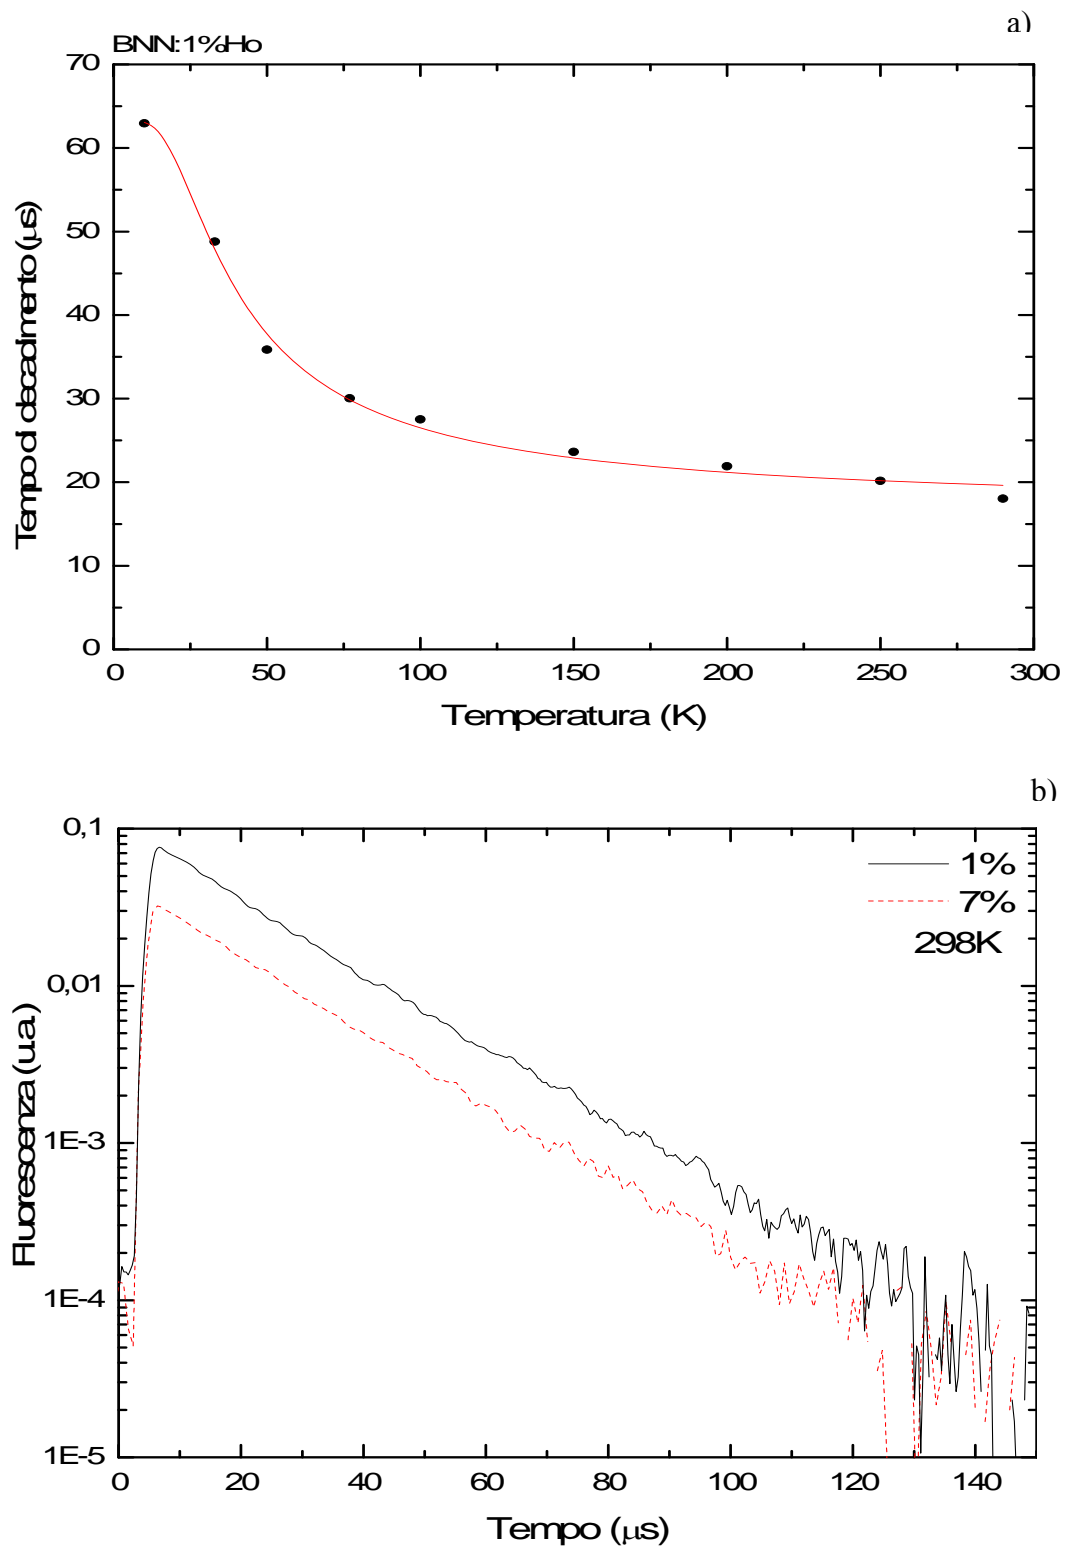 a)
BNN:1%Ho
70
60
50
40
30
20
10
0
Tempo di decadimento (μs)
0 50 100 150 200 250 300
Temperatura (K)
b)
0,1
0,01
1E-3
1E-4
1E-5
Fluorescenza (u.a.)
1%
7%
298K
0 20 40 60 80 100 120 140
Tempo (μs)